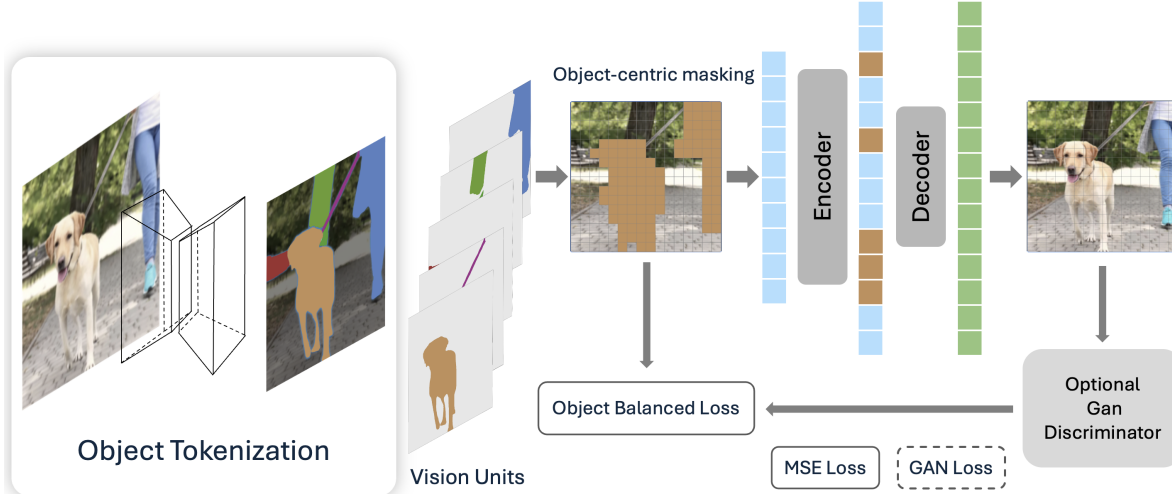 Object Tokenization
Vision Units
Object-centric masking
Encoder
Decoder
Object Balanced Loss
Optional
Gan
Discriminator
MSE Loss
GAN Loss